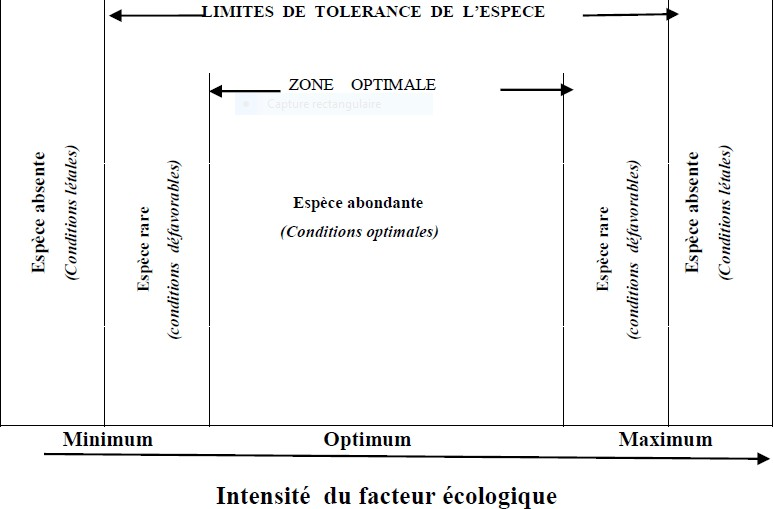 LIMITES DE TOLERANCE DE L'ESPECE
ZONE OPTIMALE
Capture rectangulaire
Espèce absente
(Conditions létales)
Espèce rare
(conditions défavorables)
Espèce abondante
(Conditions optimales)
Espèce rare
(conditions défavorables)
Espèce absente
(Conditions létales)
Minimum
Optimum
Maximum
Intensité du facteur écologique